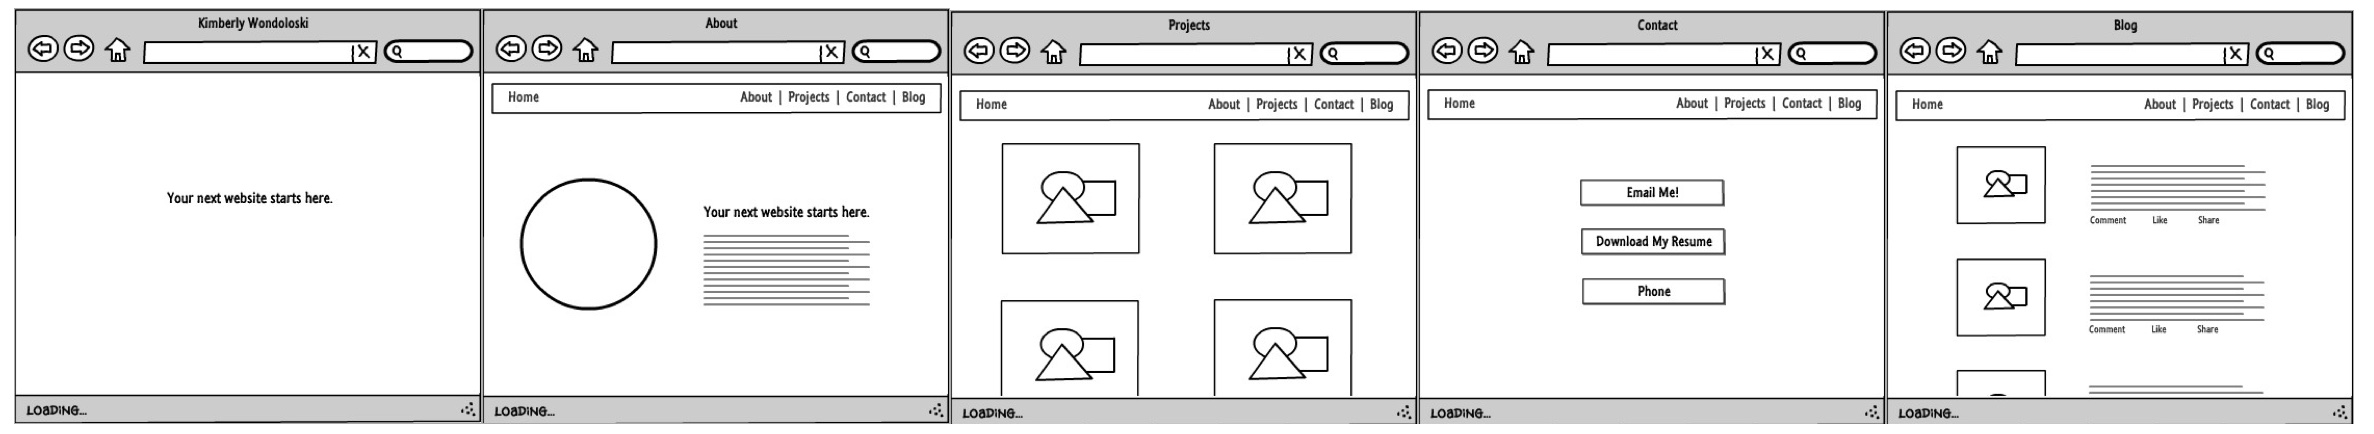 Kimberly Wondoloski
Your next website starts here.
LOADING...
About
Home About | Projects | Contact | Blog
Your next website starts here.
LOADING...
Projects
Home About | Projects | Contact | Blog
LOADING...
Contact
Home About | Projects | Contact | Blog
Email Me!
Download My Resume
Phone
LOADING...
Blog
Home About | Projects | Contact | Blog
Comment Like Share
Comment Like Share
LOADING...